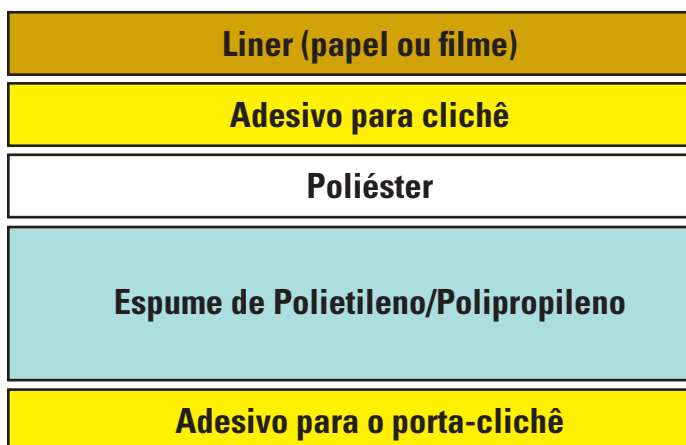 Liner (papel ou filme)
Adesivo para clichê
Poliéster
Espume de Polietileno/Polipropileno
Adesivo para o porta-clichê